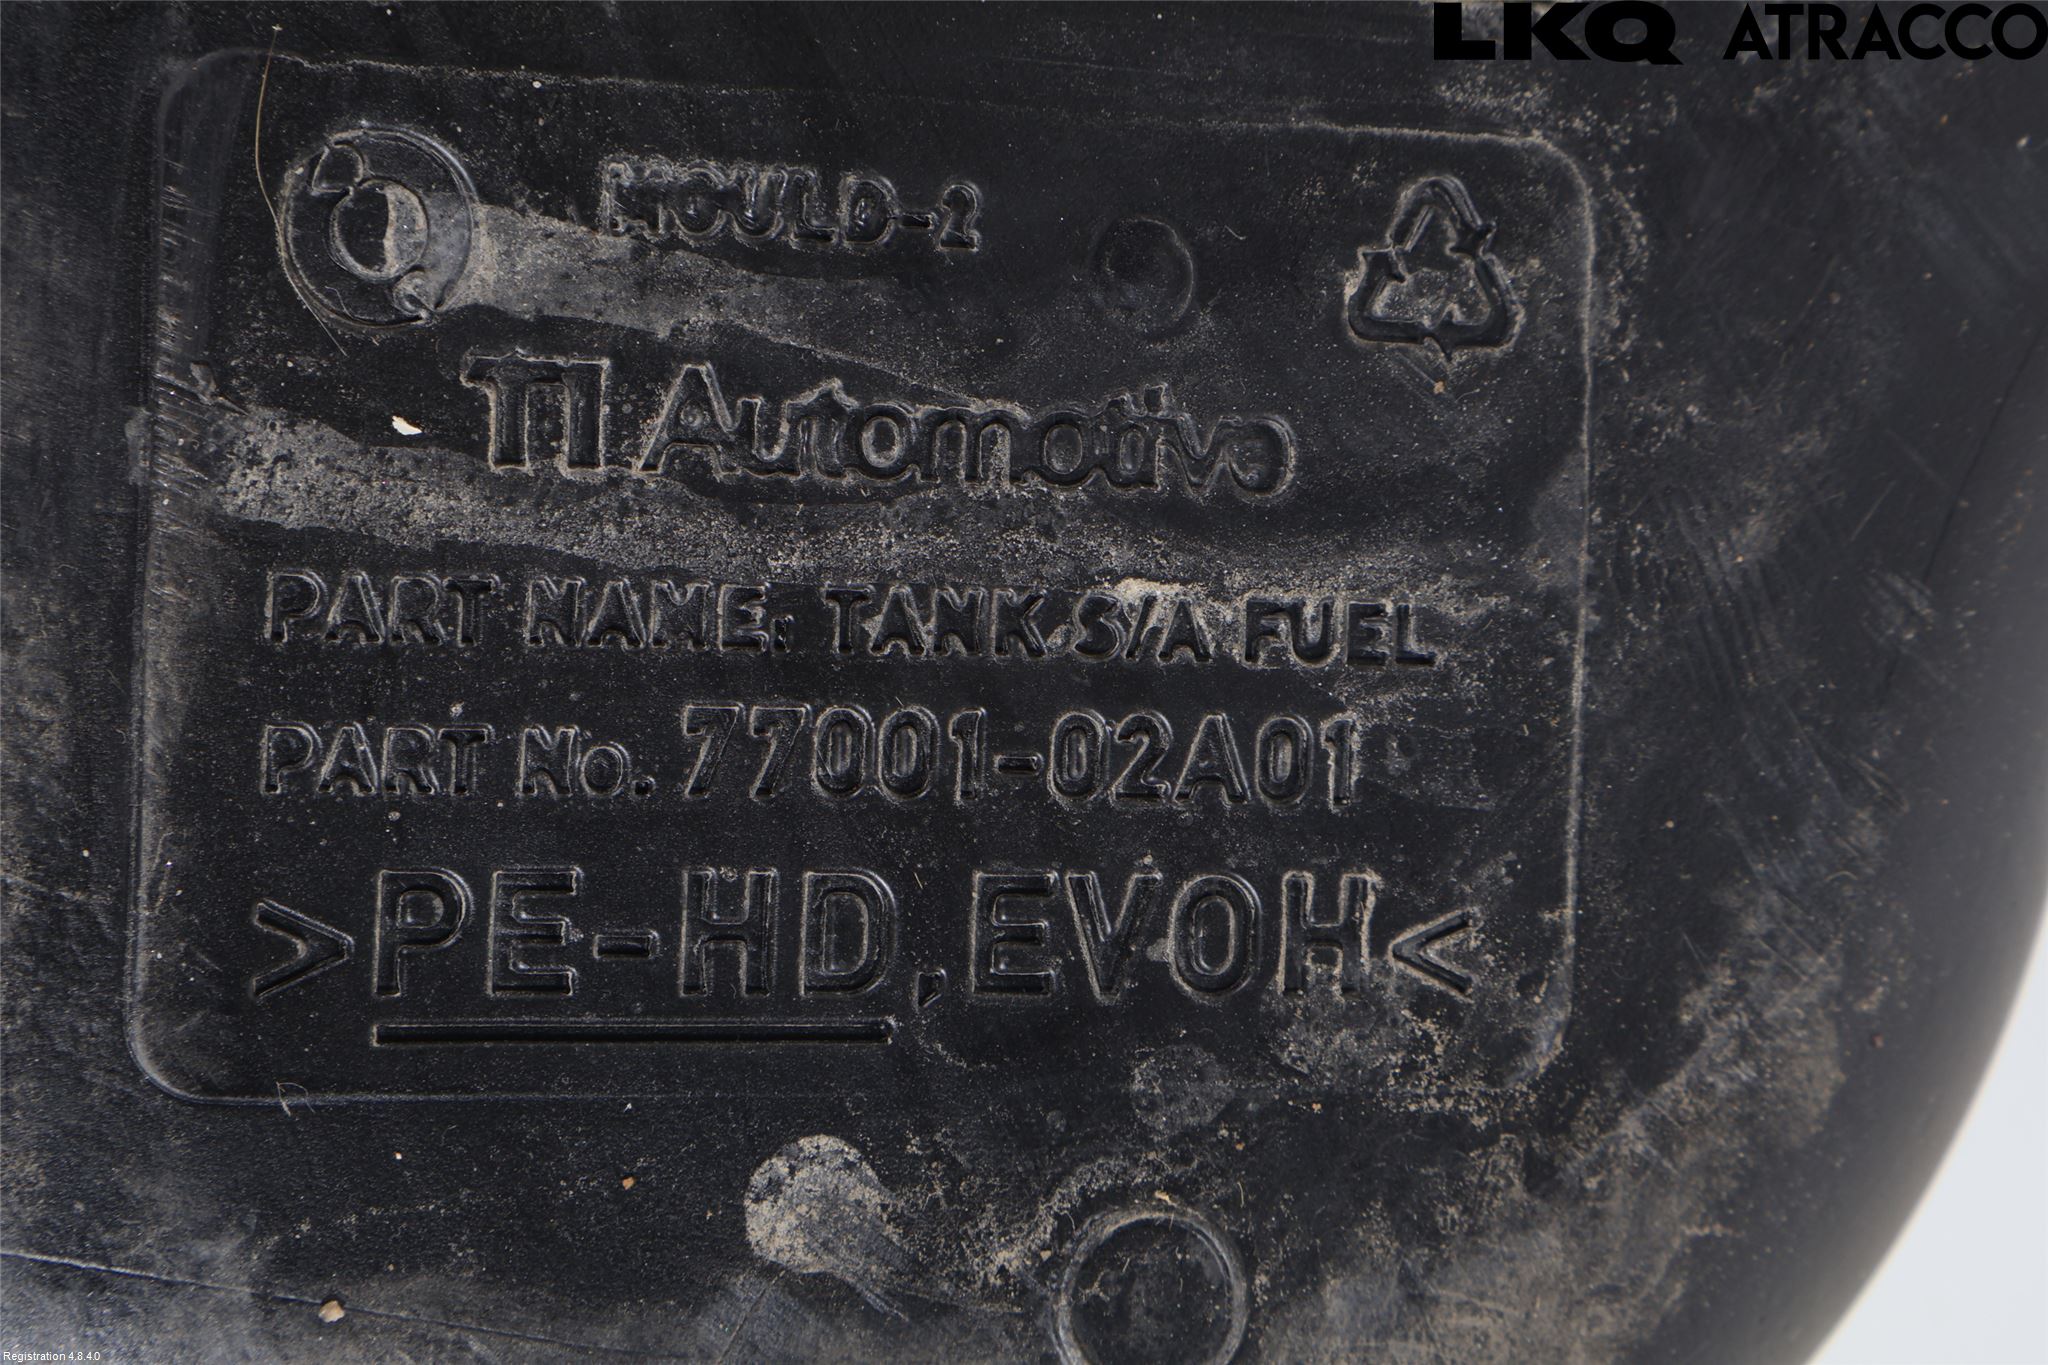 LKQ ATRACCO
MOULD-2
TI Automotive
PART NAME: TANK S/A FUEL
PART No. 77001-02A01
>PE-HD,EVOH<
Registration 4.8.4.0